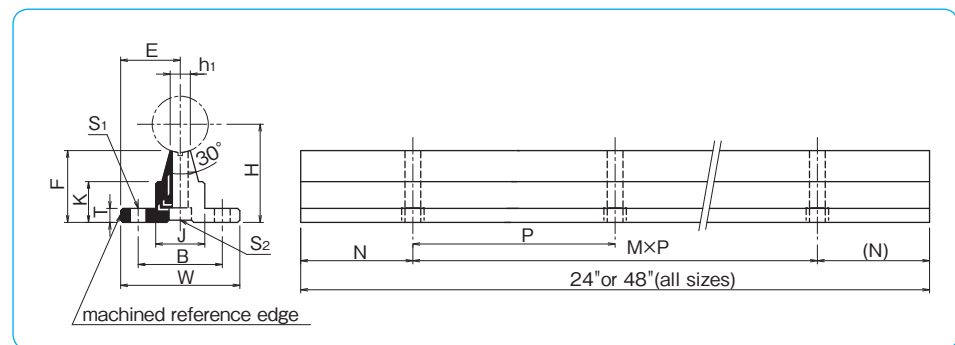 E
h1
S1
30°
F
K
T
H
J
B
W
S2
machined reference edge
N
P
M×P
(N)
24"or 48"(all sizes)